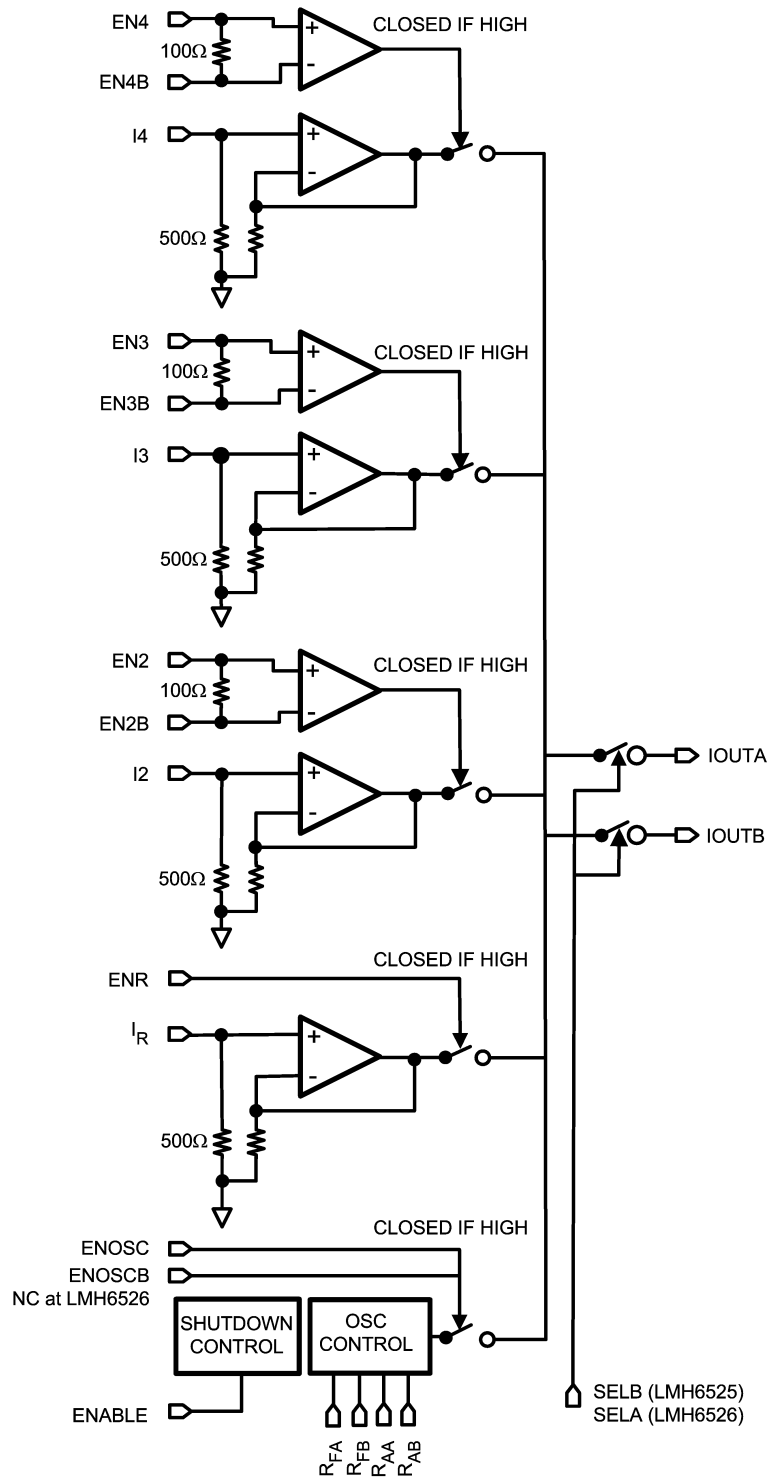 EN4
CLOSED IF HIGH
+
100Ω
-
EN4B
I4
+
-
500Ω
EN3
CLOSED IF HIGH
+
100Ω
-
EN3B
I3
+
-
500Ω
EN2
CLOSED IF HIGH
+
100Ω
-
EN2B
IOUTA
I2
+
-
IOUTB
500Ω
CLOSED IF HIGH
ENR
IR
+
-
500Ω
CLOSED IF HIGH
ENOSC
ENOSCB
NC at LMH6526
SHUTDOWN
CONTROL
OSC
CONTROL
SELB (LMH6525)
SELA (LMH6526)
ENABLE
RFA
RFB
RAA
RAB